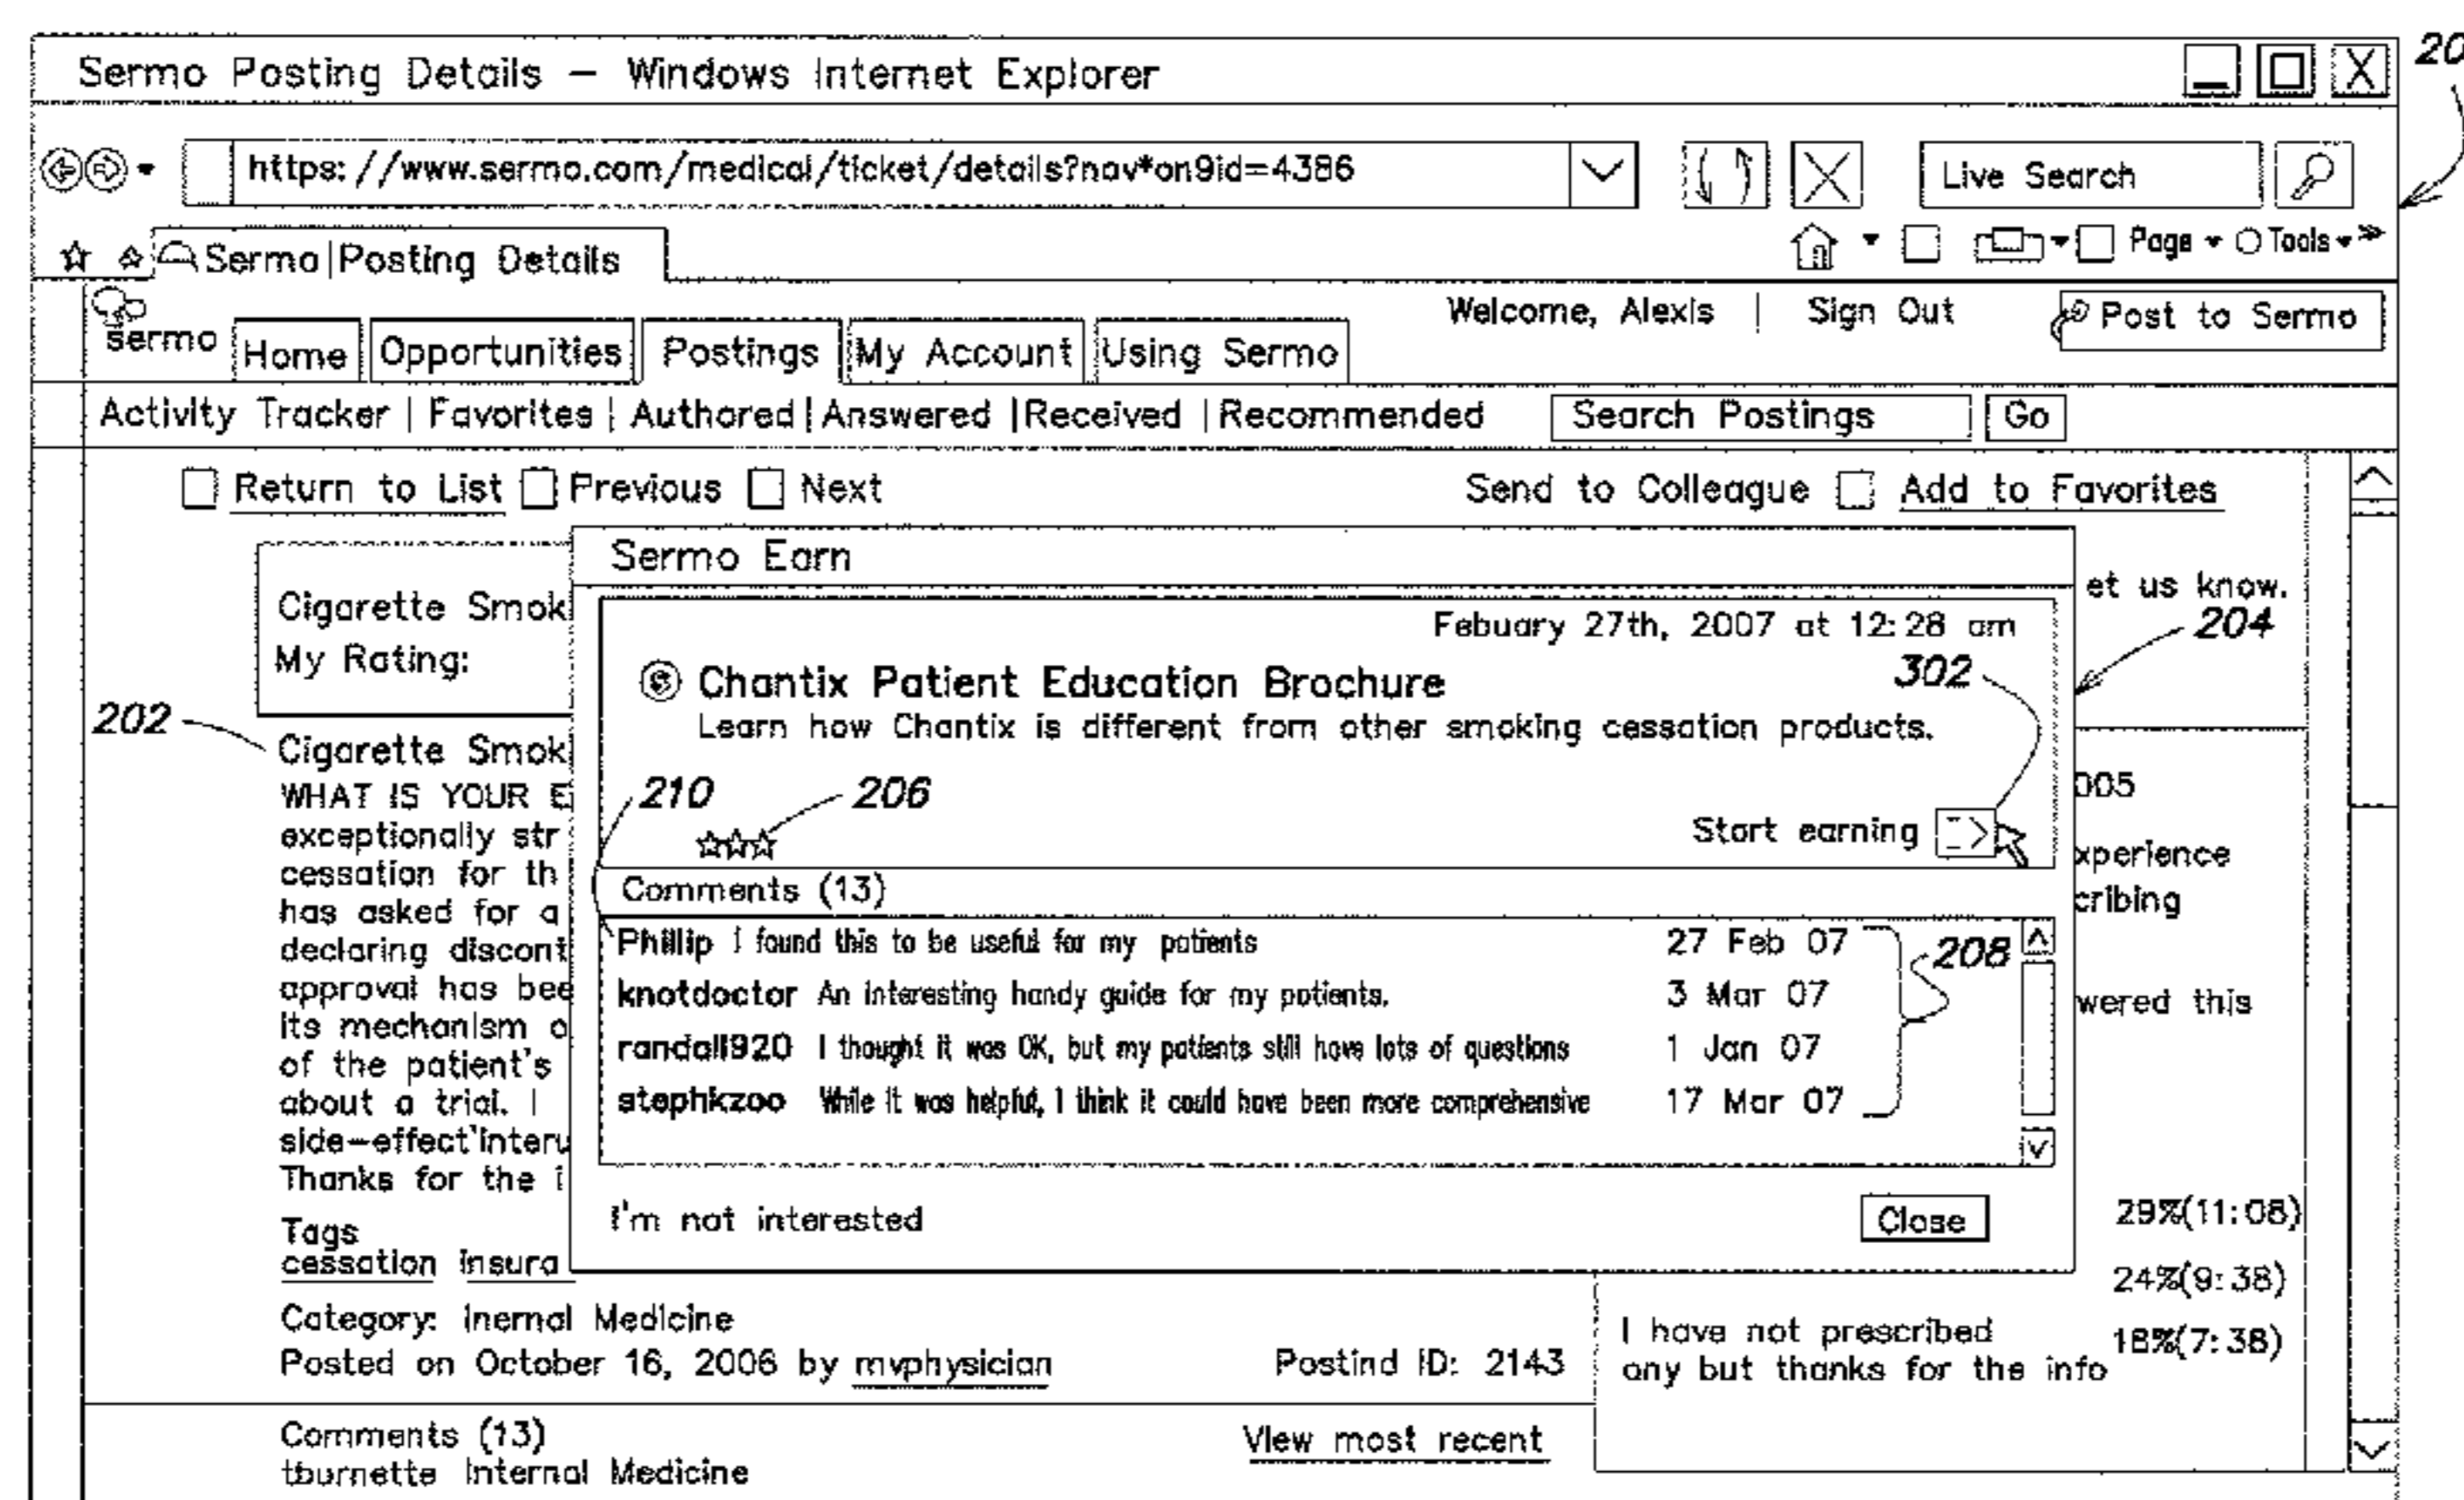 Sermo Posting Details – Windows Internet Explorer
20
https: //www.sermo.com/medical/ticket/details?nav*on9id=4386
Live Search
Sermo|Posting Details
Page Tools
Welcome, Alexis | Sign Out
Post to Sermo
sermo Home Opportunities Postings My Account Using Sermo
Activity Tracker | Favorites | Authored | Answered | Received | Recommended Search Postings Go
Return to List Previous Next Send to Colleague Add to Favorites
Sermo Earn
et us know.
Cigarette Smok
My Rating:
Febuary 27th, 2007 at 12:28 am
204
302
Chantix Patient Education Brochure
Learn how Chantix is different from other smoking cessation products.
202
210
206
Start earning
Comments (13)
Phillip I found this to be useful for my patients 27 Feb 07
208
knotdoctor An interesting handy guide for my patients. 3 Mar 07
randall920 I thought it was OK, but my patients still have lots of questions 1 Jan 07
stephkzoo While it was helpful, I think it could have been more comprehensive 17 Mar 07
I'm not interested
Close
Cigarette Smok
WHAT IS YOUR E
exceptionally str
cessation for th
has asked for a
declaring discont
approval has bee
its mechanism o
of the patient's
about a trial. I
side-effect'interv
Thanks for the i
Tags
cessation insura
Category: Inernal Medicine
Posted on October 16, 2006 by mvphysician
Postind ID: 2143
005
xperience
cribing
wered this
29%(11:08)
24%(9:38)
18%(7:38)
I have not prescribed
any but thanks for the info
Comments (13)
View most recent
tburnette Internal Medicine